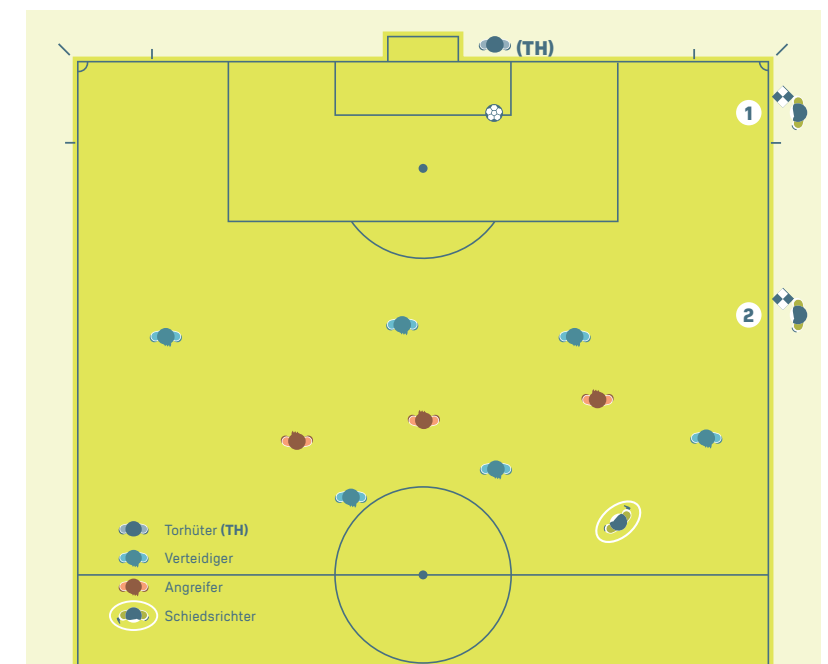 (TH)
1
2
Torhüter (TH)
Verteidiger
Angreifer
Schiedsrichter